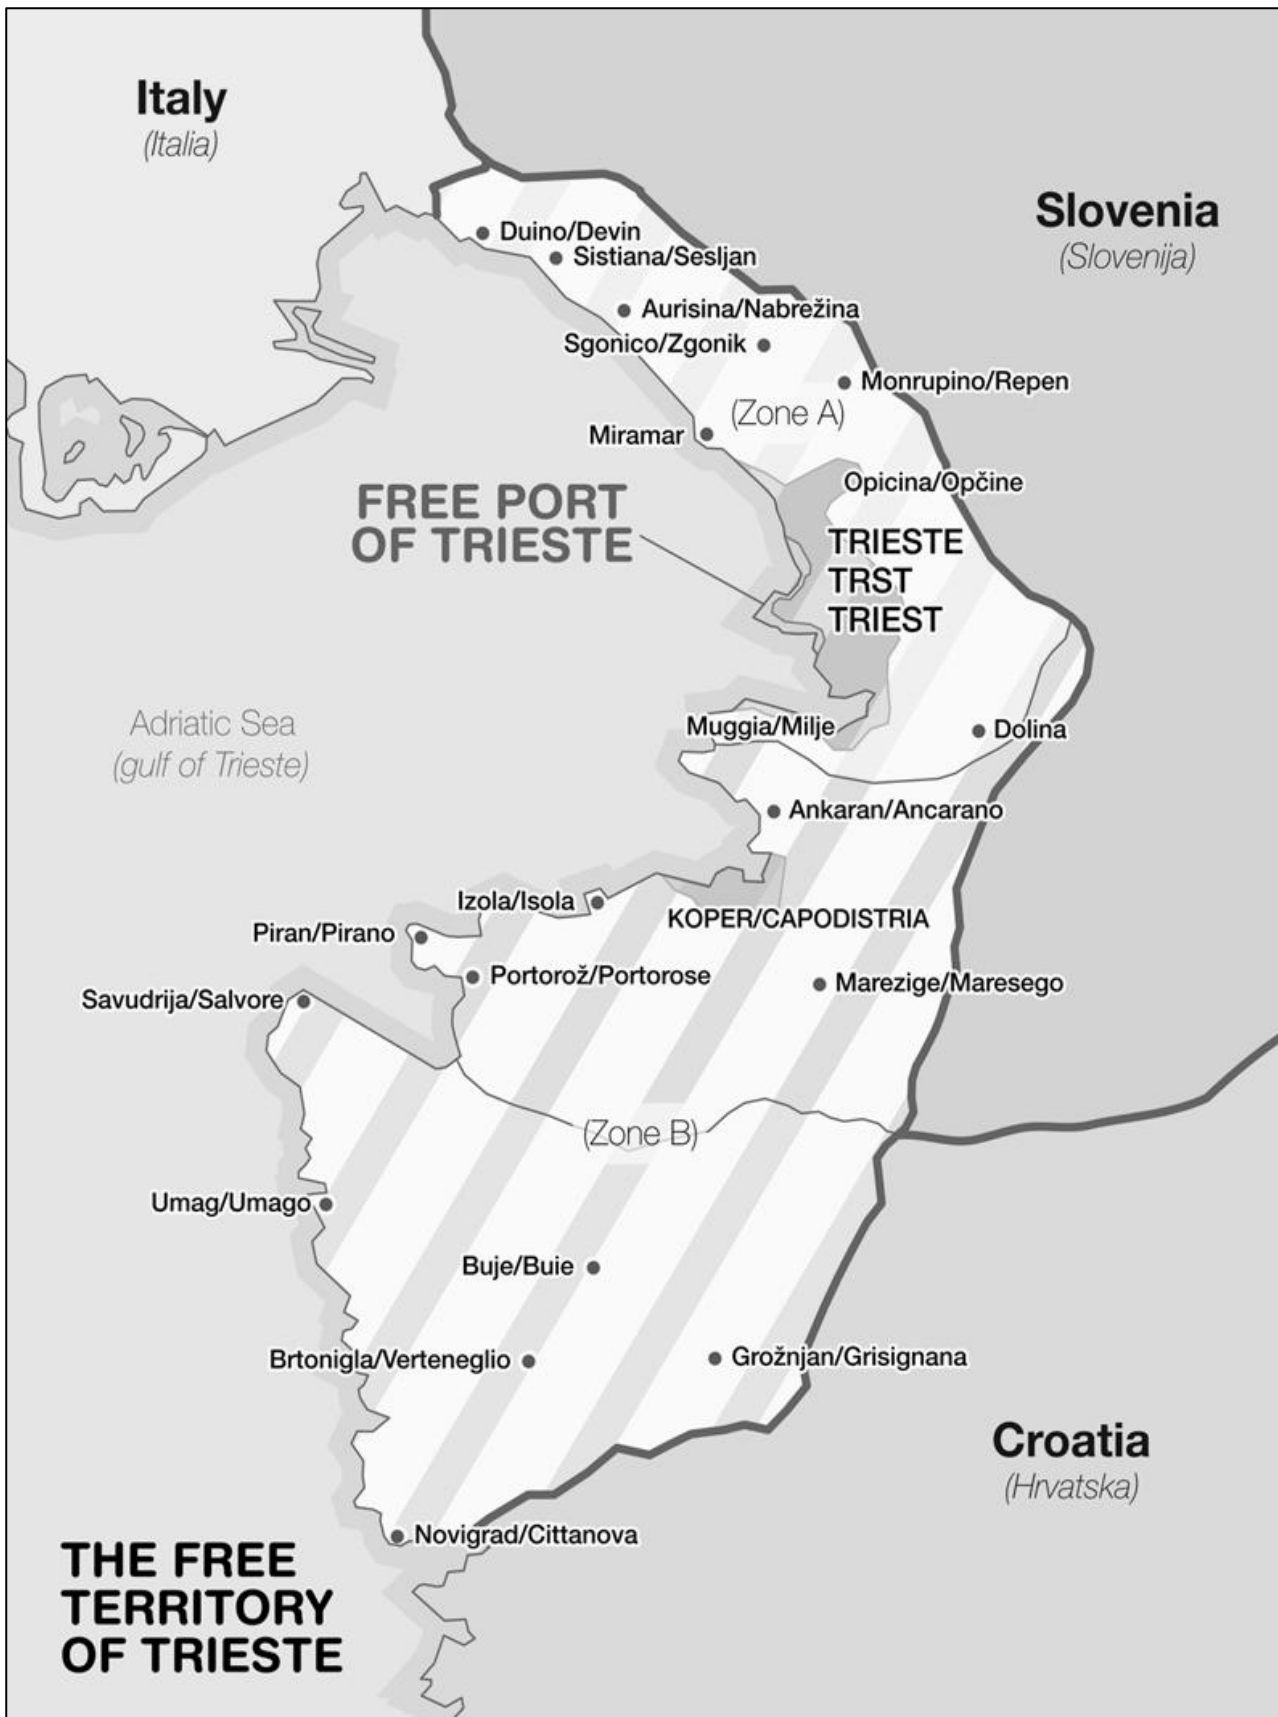 Italy
(Italia)
Slovenia
(Slovenija)
Duino/Devin
Sistiana/Sesljan
Aurisina/Nabrežina
Sgonico/Zgonik
Monrupino/Repen
(Zone A)
Miramar
Opicina/Opčine
FREE PORT
OF TRIESTE
TRIESTE
TRST
TRIEST
Adriatic Sea
(gulf of Trieste)
Muggia/Milje
Dolina
Ankaran/Ancarano
Izola/Isola
KOPER/CAPODISTRIA
Piran/Pirano
Portorož/Portorose
Marezige/Maresego
Savudrija/Salvore
(Zone B)
Umag/Umago
Buje/Buie
Brtonigla/Verteneglio
Grožnjan/Grisignana
Croatia
(Hrvatska)
Novigrad/Cittanova
THE FREE
TERRITORY
OF TRIESTE